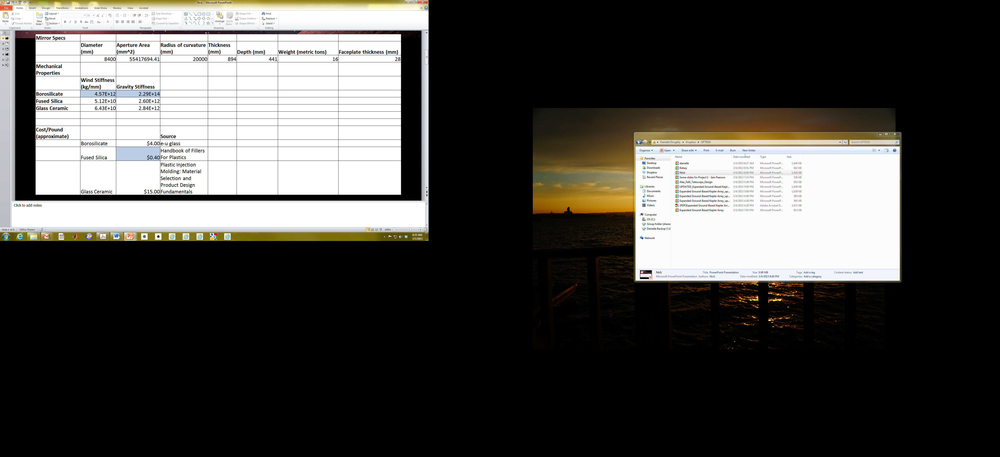 Nick - Microsoft PowerPoint
File Home Insert Design Transitions Animations Slide Show Review View Acrobat
Paste
Cut
Copy
Format Painter
Clipboard
New Slide
Layout
Reset
Section
Slides
18
Font
Text Direction
Align Text
Convert to SmartArt
Paragraph
Arrange
Quick Styles
Shape Fill
Shape Outline
Shape Effects
Drawing
Find
Replace
Select
Editing
1
2
3
4
5
6
Mirror Specs
Diameter (mm) Aperture Area (mm^2) Radius of curvature (mm) Thickness (mm) Depth (mm) Weight (metric tons) Faceplate thickness (mm)
8400 55417694.41 20000 894 441 16 28
Mechanical Properties
Wind Stiffness (kg/mm) Gravity Stiffness
Borosilicate 4.57E+12 2.29E+14
Fused Silica 5.12E+10 2.60E+12
Glass Ceramic 6.43E+10 2.84E+12
Cost/Pound (approximate) Source
Borosilicate $4.00 e-u glass
Fused Silica $0.40 Handbook of Fillers For Plastics
Glass Ceramic $15.00 Plastic Injection Molding: Material Selection and Product Design Fundamentals
Click to add notes
Slide 1 of 6 "Office Theme" 190%
8:33 AM
3/5/2013
Danielle Doughty Dropbox OPTI516 Search OPTI516
Organize Open Share with Print E-mail Burn New folder
Favorites
Desktop
Downloads
Dropbox
Recent Places
Libraries
Documents
Music
Pictures
Videos
Computer
OS (C:)
Group folder (shared
Danielle Backup (\\1
Network
Name Date modified Type Size
danielle 3/5/2013 8:27 AM Microsoft PowerP... 1,640 KB
Kelsey 3/4/2013 9:51 PM Microsoft PowerP... 642 KB
Nick 3/4/2013 8:40 PM Microsoft PowerP... 1,024 KB
Some slides for Project 1 - Iain Pearson 3/4/2013 7:33 PM Microsoft PowerP... 526 KB
Alex_Felli_Telescope_Design 3/4/2013 5:38 PM Microsoft PowerP... 953 KB
UPDATED_Expanded Ground-Based Kepl... 3/4/2013 5:09 PM Microsoft PowerP... 1,639 KB
Expanded Ground-Based Kepler Array_up... 3/4/2013 5:08 PM Microsoft PowerP... 1,639 KB
Expanded Ground-Based Kepler Array_up... 3/4/2013 4:56 PM Microsoft PowerP... 565 KB
Expanded Ground-Based Kepler Array_up... 3/4/2013 4:38 PM Microsoft PowerP... 565 KB
(PDF)Expanded Ground-Based Kepler Arr... 3/4/2013 4:29 PM Adobe Acrobat D... 2,472 KB
Expanded Ground-Based Kepler Array 3/3/2013 7:05 PM Microsoft PowerP... 813 KB
Nick Title: PowerPoint Presentation Size: 0.99 MB Tags: Add a tag Content status: Add text
Microsoft PowerPoint Presentation Authors: Nick Date modified: 3/4/2013 8:40 PM Categories: Add a category